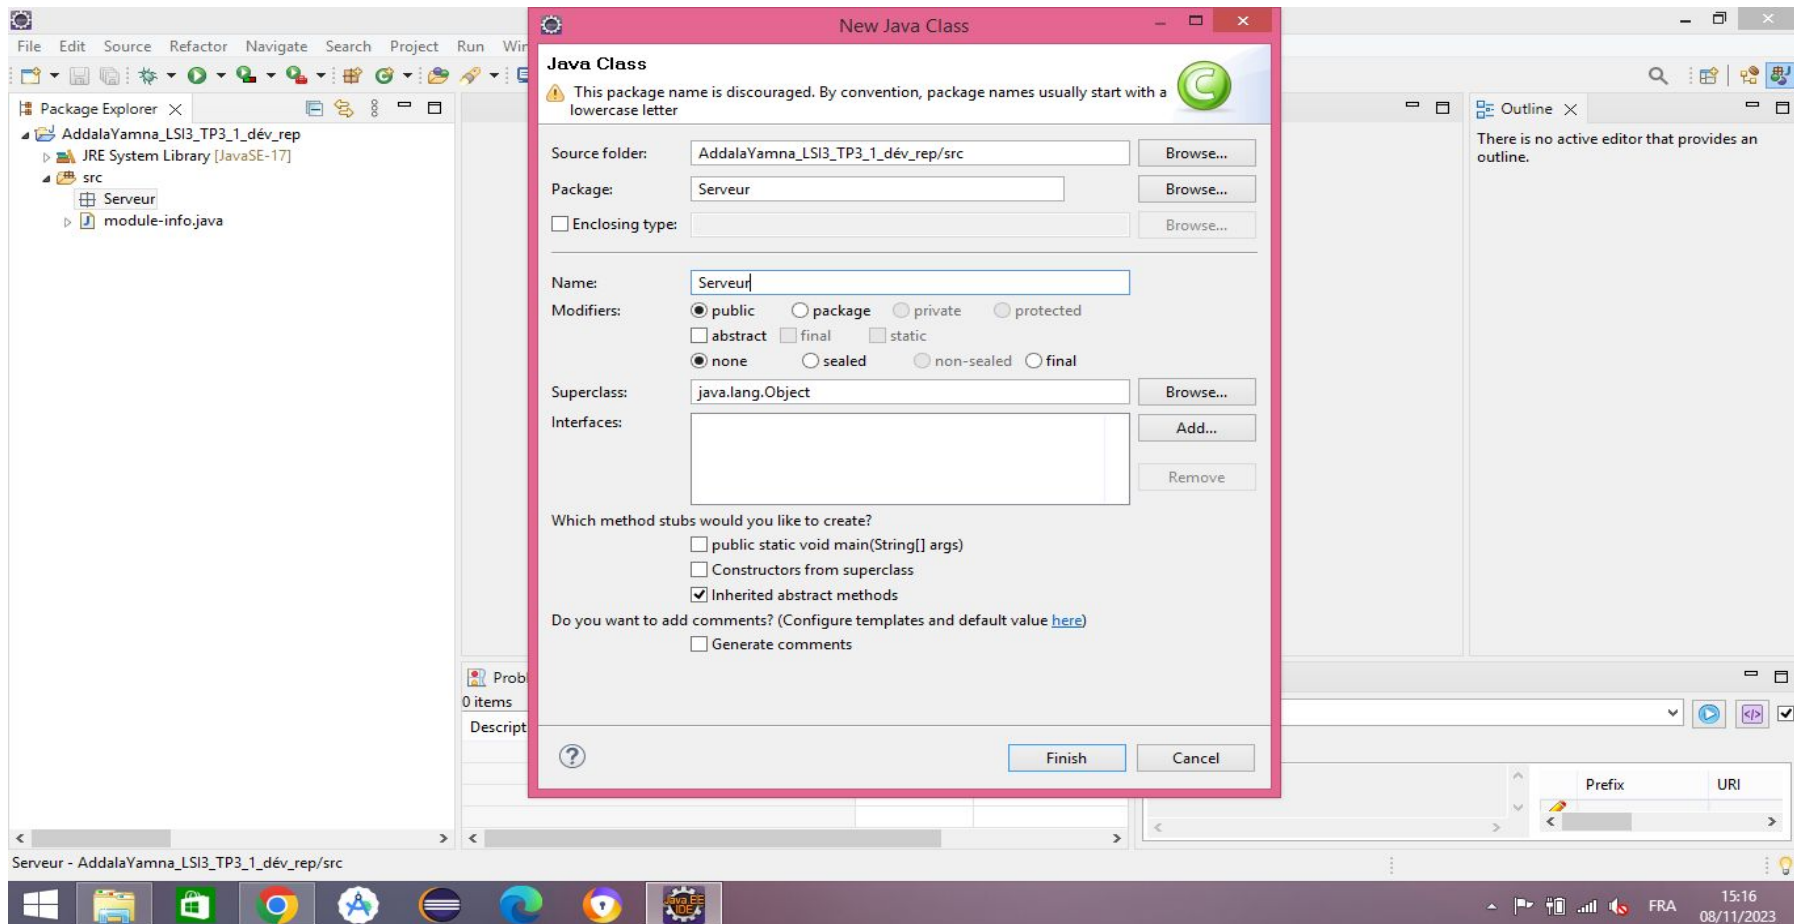 New Java Class
File Edit Source Refactor Navigate Search Project Run Win
Java Class
This package name is discouraged. By convention, package names usually start with a
lowercase letter
Package Explorer
AddalaYamna_LSI3_TP3_1_dév_rep
JRE System Library [JavaSE-17]
src
Serveur
module-info.java
Source folder: AddalaYamna_LSI3_TP3_1_dév_rep/src Browse...
Package: Serveur Browse...
Enclosing type: Browse...
Name: Serveur
Modifiers: public package private protected
abstract final static
none sealed non-sealed final
Superclass: java.lang.Object Browse...
Interfaces: Add...
Remove
Which method stubs would you like to create?
public static void main(String[] args)
Constructors from superclass
Inherited abstract methods
Do you want to add comments? (Configure templates and default value here)
Generate comments
Finish Cancel
Outline
There is no active editor that provides an
outline.
Probl
0 items
Descript
Prefix URI
Serveur - AddalaYamna_LSI3_TP3_1_dév_rep/src
Java EE
IDE
FRA
15:16
08/11/2023